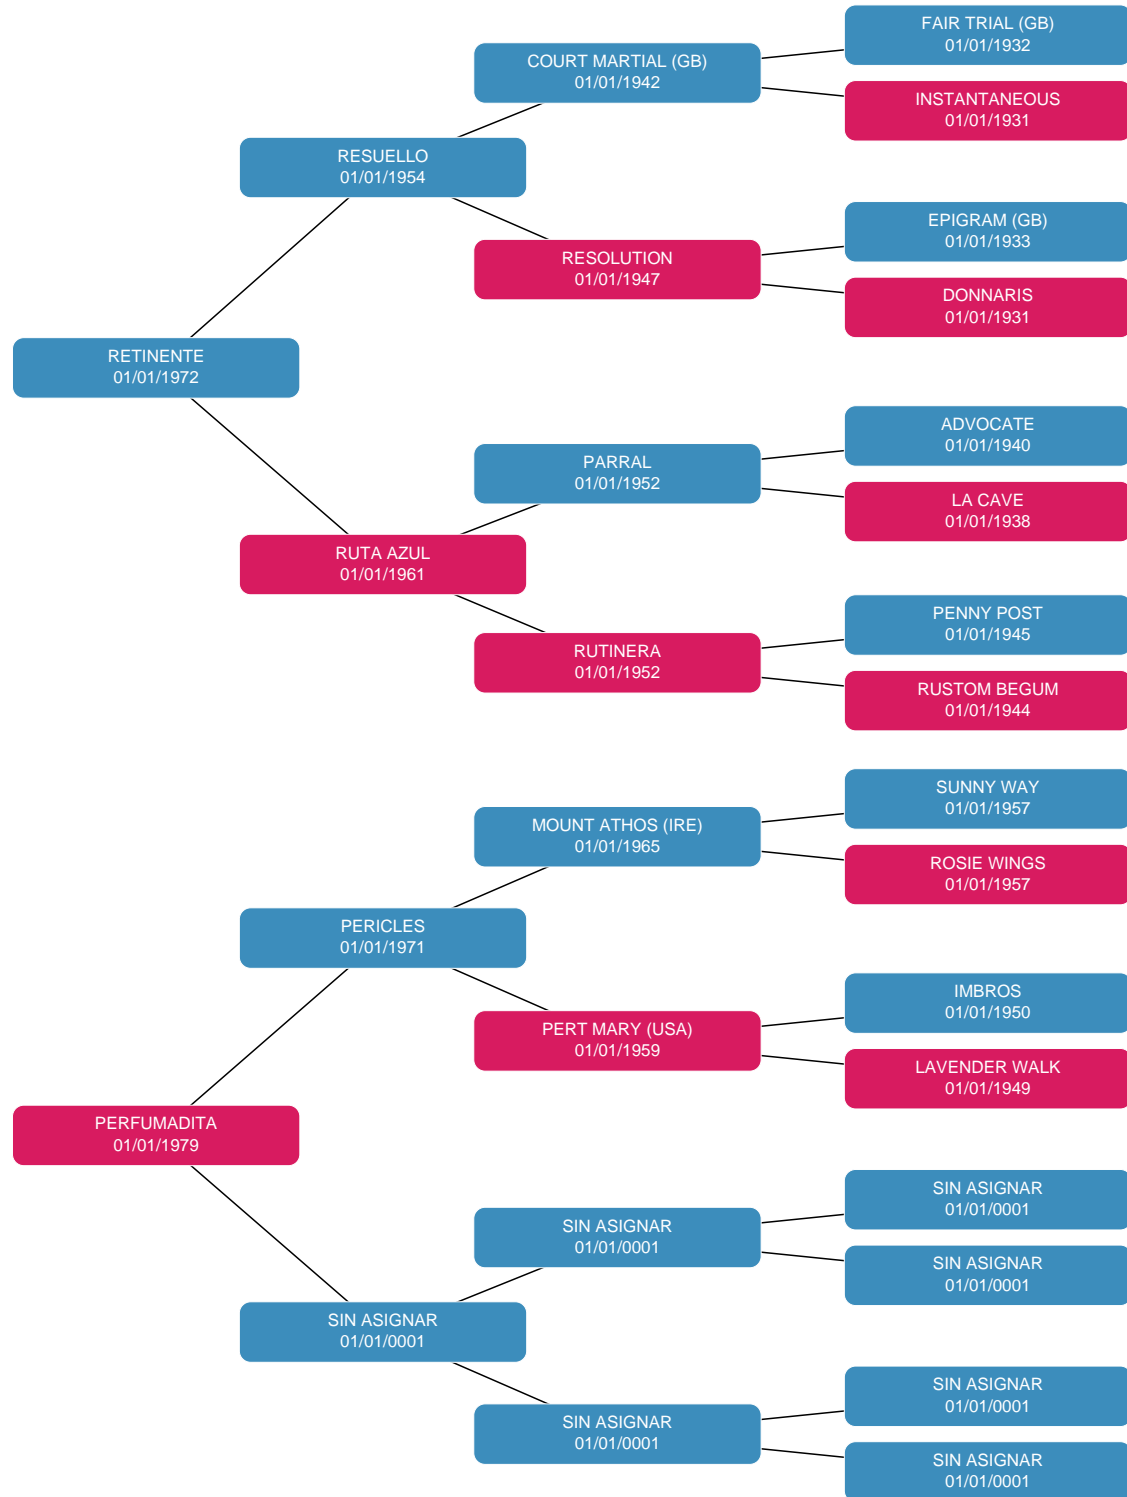 FAIR TRIAL (GB)
01/01/1932
COURT MARTIAL (GB)
01/01/1942
INSTANTANEOUS
01/01/1931
RESUELLO
01/01/1954
EPIGRAM (GB)
01/01/1933
RESOLUTION
01/01/1947
DONNARIS
01/01/1931
RETINENTE
01/01/1972
ADVOCATE
01/01/1940
PARRAL
01/01/1952
LA CAVE
01/01/1938
RUTA AZUL
01/01/1961
PENNY POST
01/01/1945
RUTINERA
01/01/1952
RUSTOM BEGUM
01/01/1944
SUNNY WAY
01/01/1957
MOUNT ATHOS (IRE)
01/01/1965
ROSIE WINGS
01/01/1957
PERICLES
01/01/1971
IMBROS
01/01/1950
PERT MARY (USA)
01/01/1959
LAVENDER WALK
01/01/1949
PERFUMADITA
01/01/1979
SIN ASIGNAR
01/01/0001
SIN ASIGNAR
01/01/0001
SIN ASIGNAR
01/01/0001
SIN ASIGNAR
01/01/0001
SIN ASIGNAR
01/01/0001
SIN ASIGNAR
01/01/0001
SIN ASIGNAR
01/01/0001